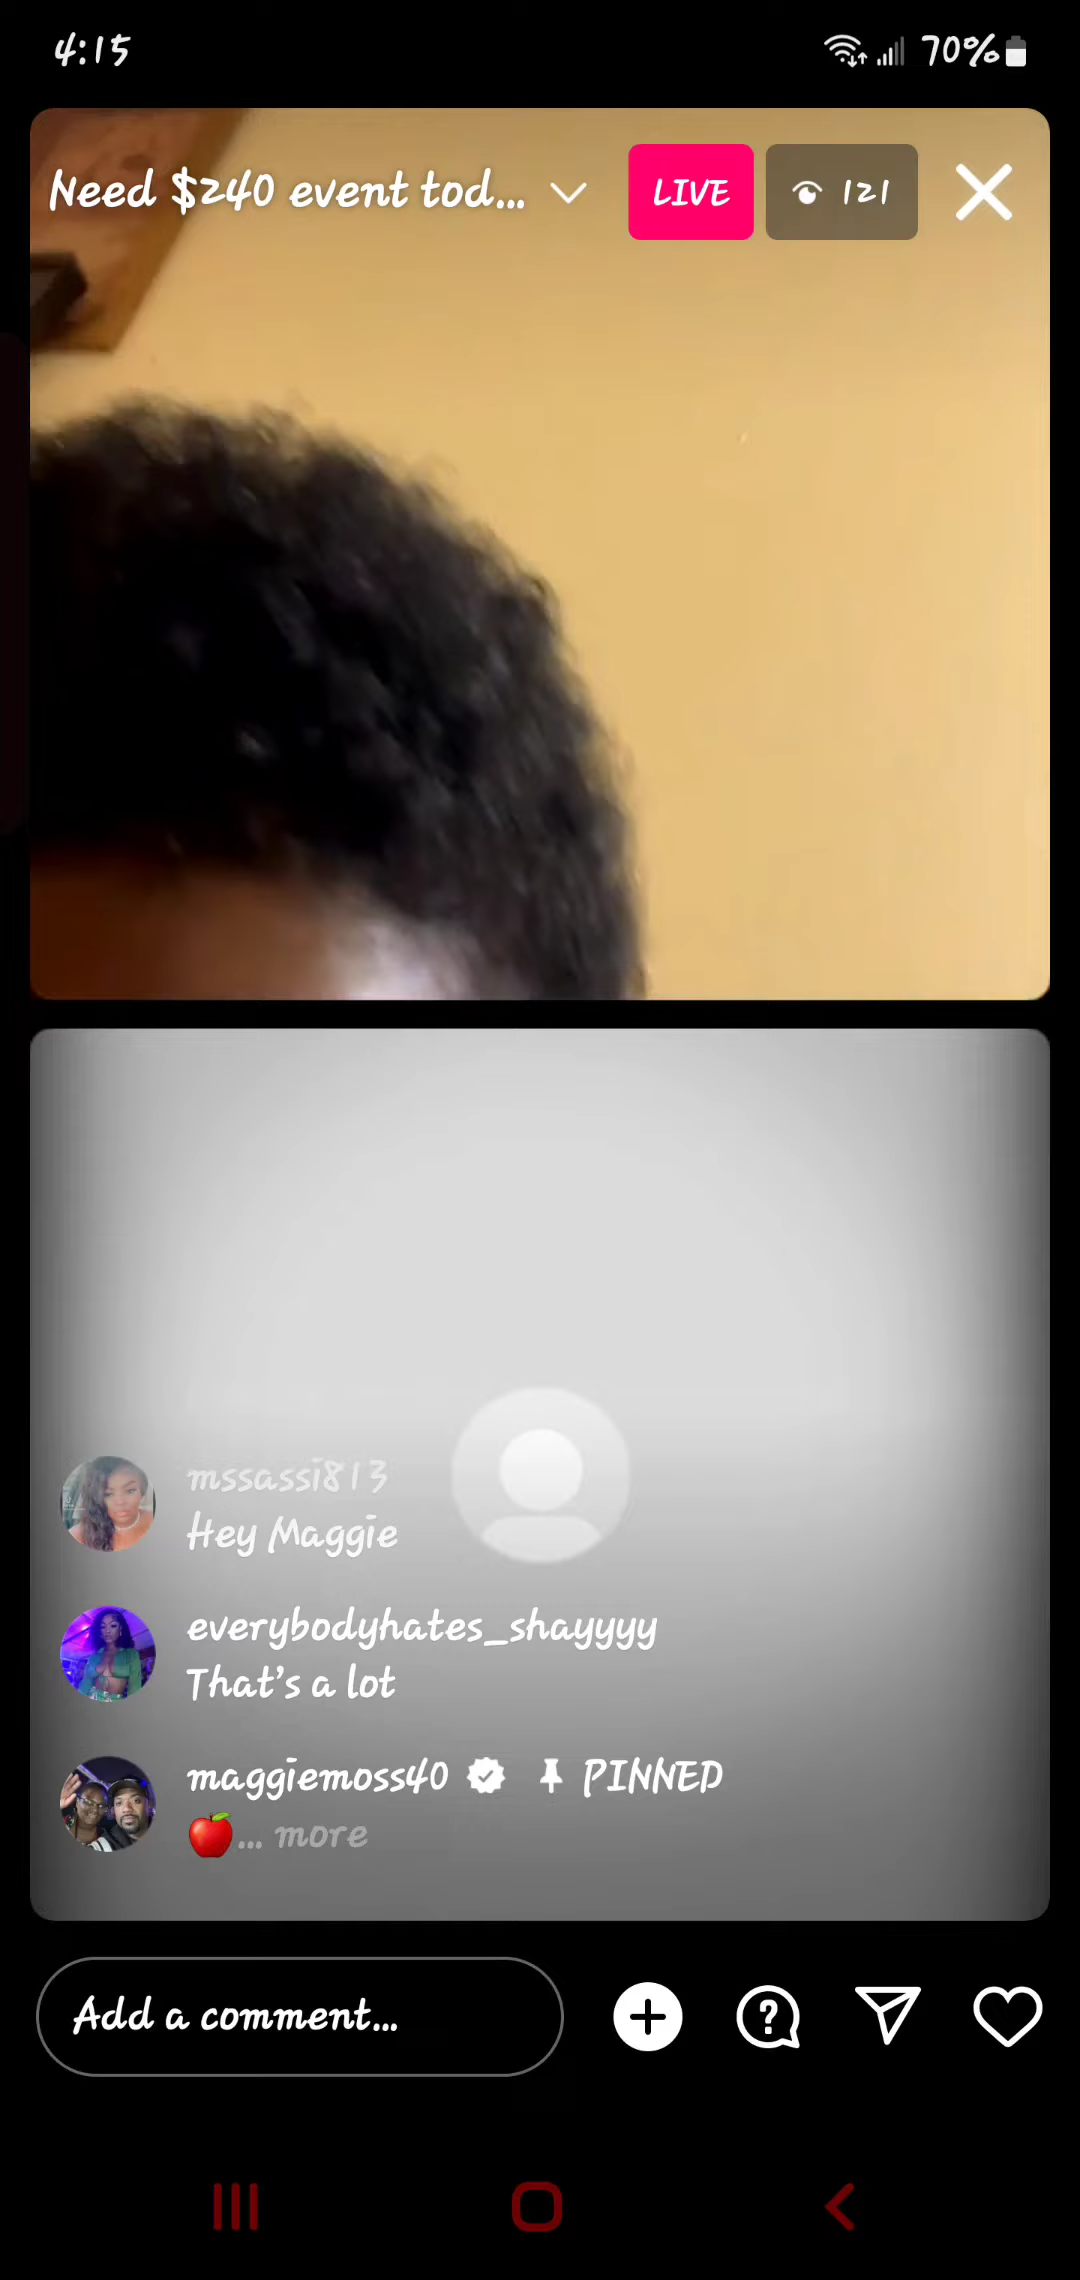 4:15
70%
Need $240 event tod...
LIVE
121
mssassi813
Hey Maggie
everybodyhates_shayyyy
That's a lot
maggiemoss40 PINNED
🍎... more
Add a comment...